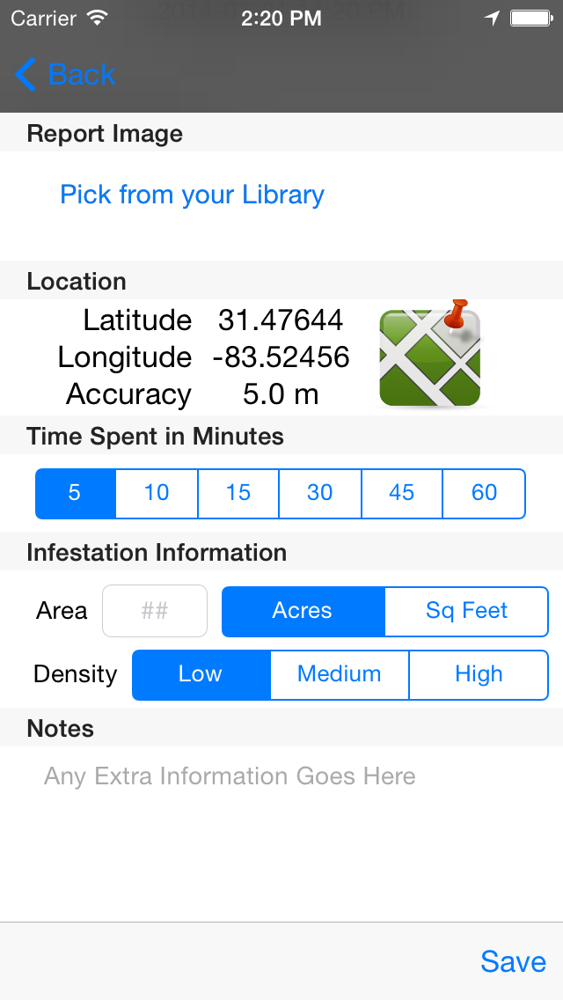 Carrier 2:20 PM
Back
Report Image
Pick from your Library
Location
Latitude 31.47644
Longitude -83.52456
Accuracy 5.0 m
Time Spent in Minutes
5 10 15 30 45 60
Infestation Information
Area ## Acres Sq Feet
Density Low Medium High
Notes
Any Extra Information Goes Here
Save